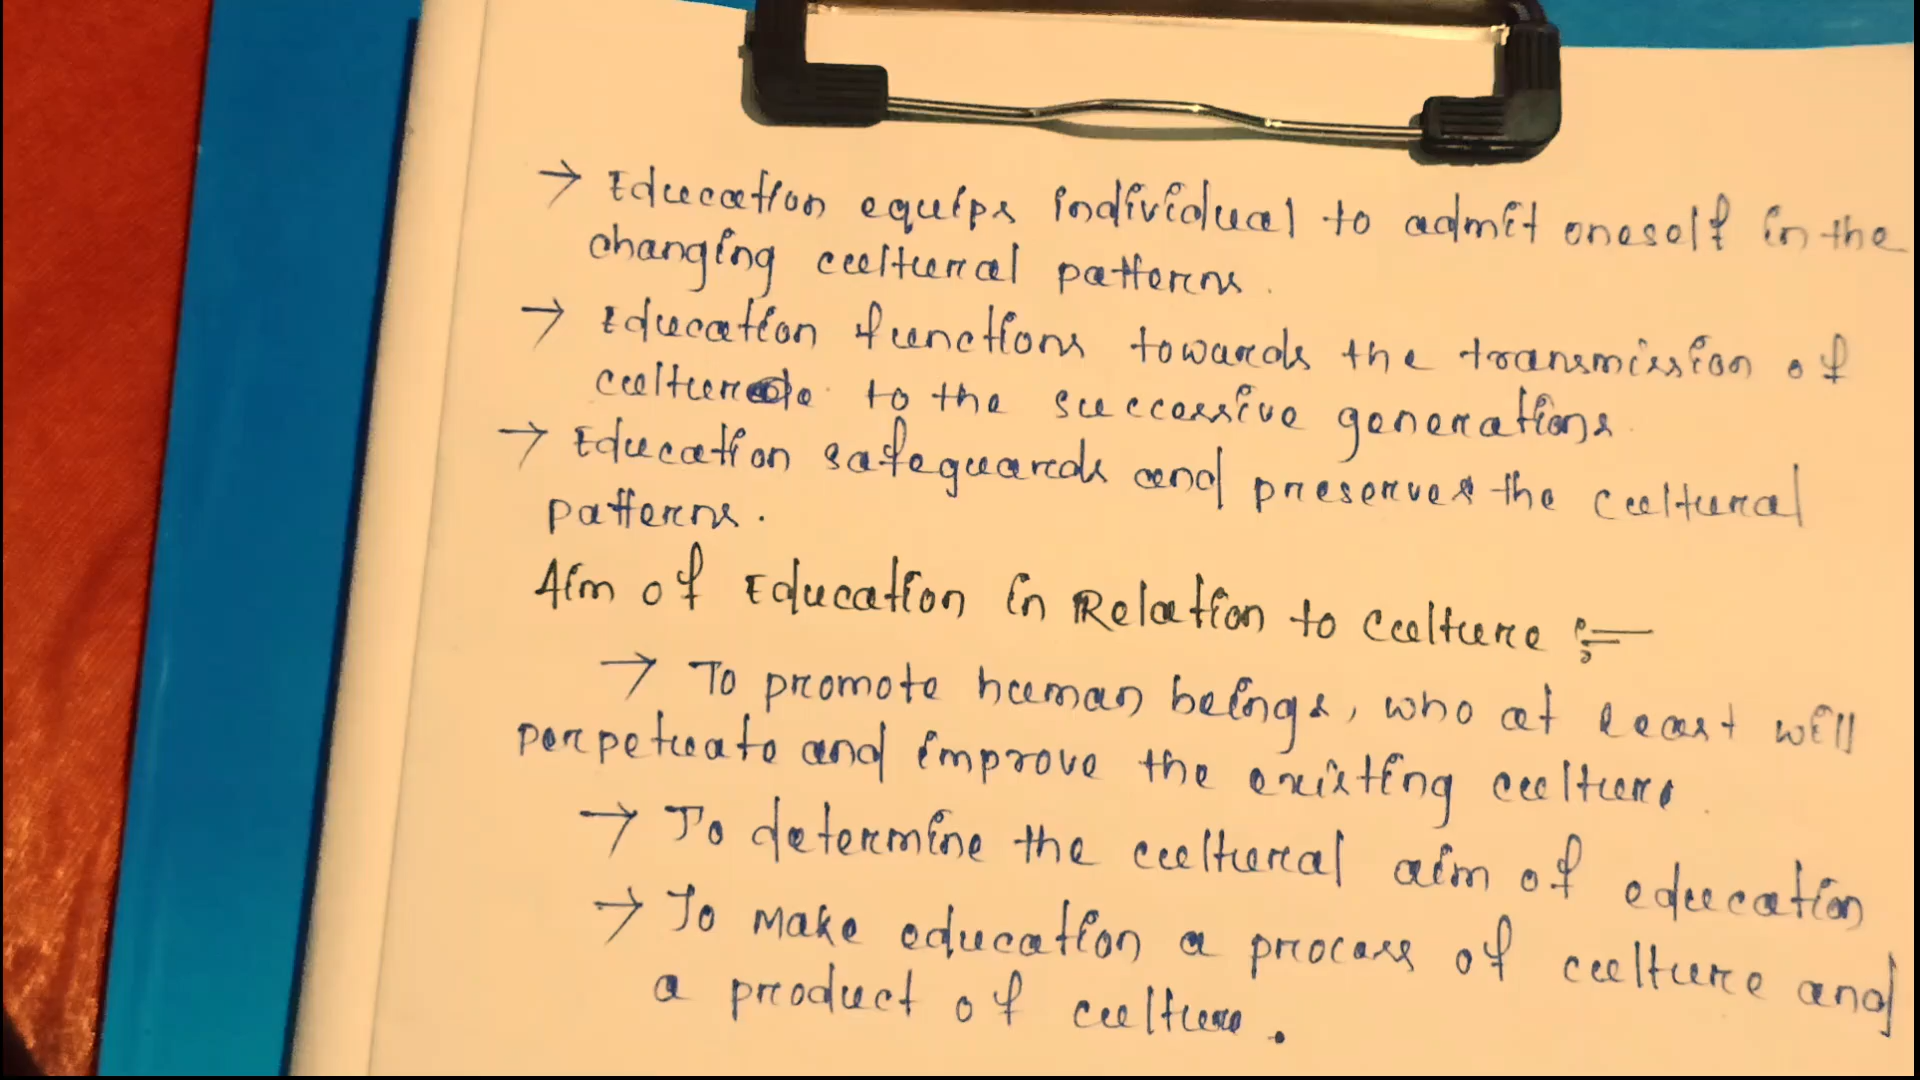 → Education equips individual to admit oneself in the
changing cultural patterns.
→ Education functions towards the transmission of
culture to the successive generations.
→ Education safeguards and preserves the cultural
patterns.
Aim of Education in Relation to Culture :-
→ To promote human beings, who at least will
perpetuate and improve the existing culture.
→ To determine the cultural aim of education
→ To make education a process of culture and
a product of culture.